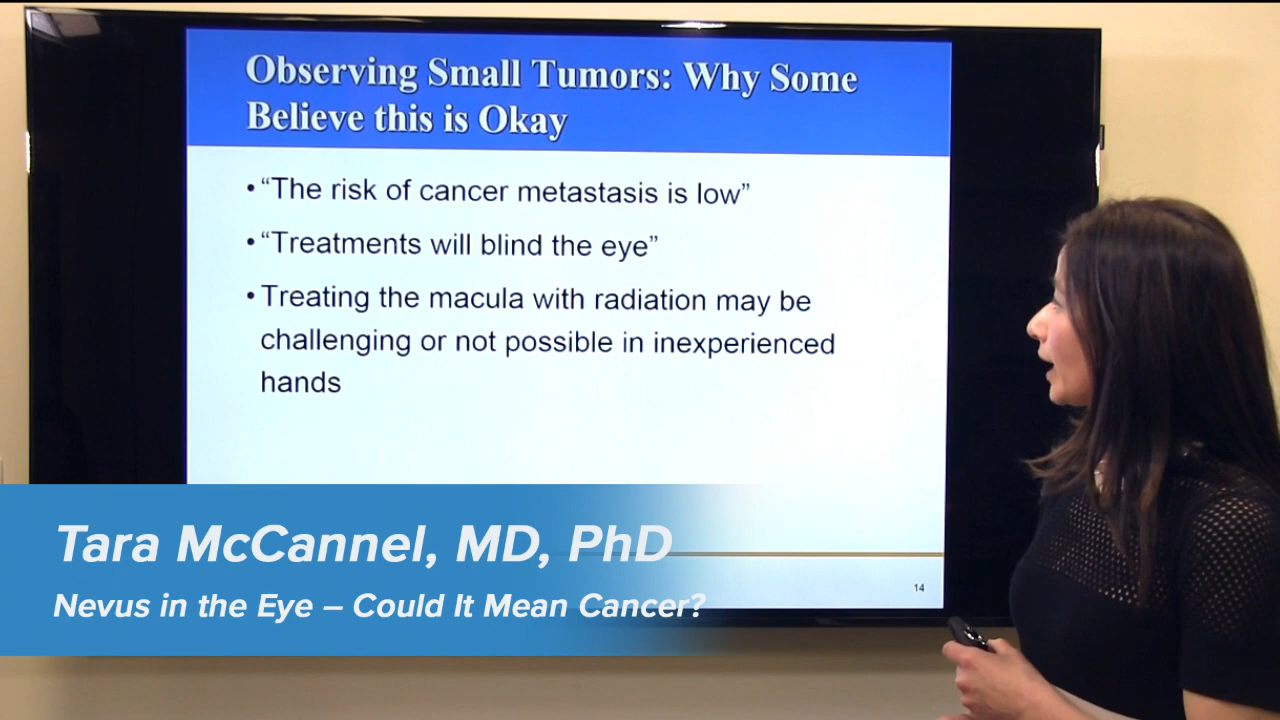 Observing Small Tumors: Why Some
Believe this is Okay
• “The risk of cancer metastasis is low”
• “Treatments will blind the eye”
• Treating the macula with radiation may be
challenging or not possible in inexperienced
hands
Tara McCannel, MD, PhD
Nevus in the Eye – Could It Mean Cancer?
14